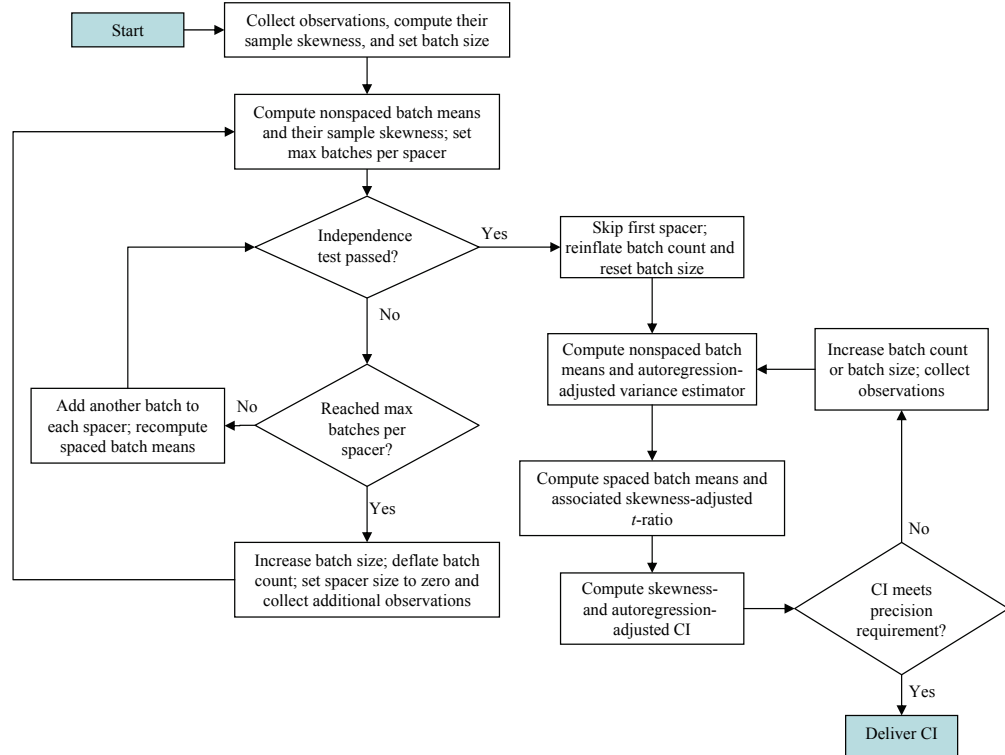 Start
Collect observations, compute their
sample skewness, and set batch size
Compute nonspaced batch means
and their sample skewness; set
max batches per spacer
Independence
test passed?
Yes
No
Skip first spacer;
reinflate batch count and
reset batch size
Reached max
batches per
spacer?
No
Add another batch to
each spacer; recompute
spaced batch means
Yes
Increase batch size; deflate batch
count; set spacer size to zero and
collect additional observations
Compute nonspaced batch
means and autoregression-
adjusted variance estimator
Increase batch count
or batch size; collect
observations
Compute spaced batch means and
associated skewness-adjusted
t-ratio
Compute skewness-
and autoregression-
adjusted CI
No
CI meets
precision
requirement?
Yes
Deliver CI